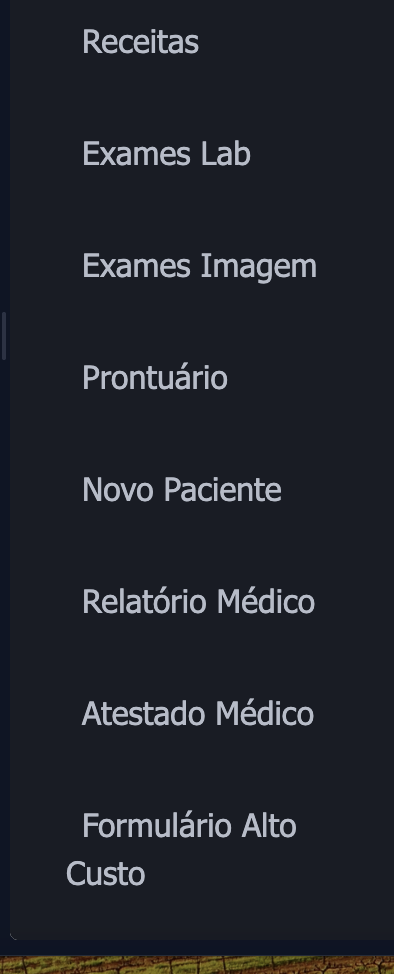 Receitas
Exames Lab
Exames Imagem
Prontuário
Novo Paciente
Relatório Médico
Atestado Médico
Formulário Alto
Custo